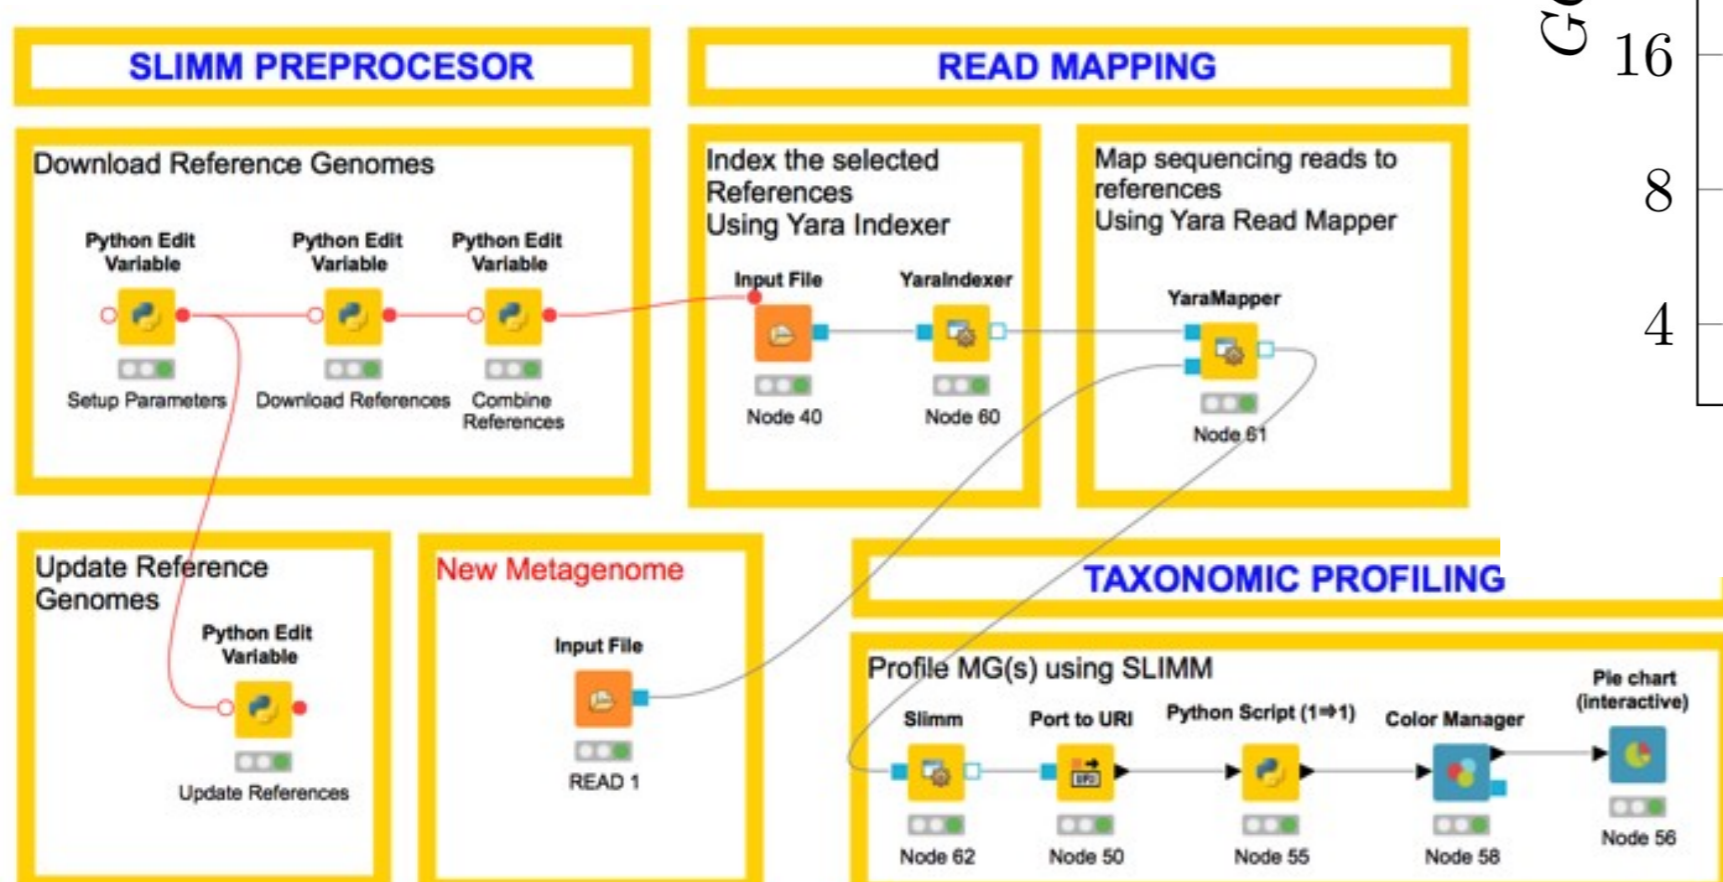 SLIMM PREPROCESOR
READ MAPPING
Download Reference Genomes
Python Edit
Variable
Setup Parameters
Python Edit
Variable
Download References
Python Edit
Variable
Combine
References
Index the selected
References
Using Yara Indexer
Input File
Node 40
YaraIndexer
Node 60
Map sequencing reads to
references
Using Yara Read Mapper
YaraMapper
Node 61
16
8
4
Update Reference
Genomes
Python Edit
Variable
Update References
New Metagenome
Input File
READ 1
TAXONOMIC PROFILING
Profile MG(s) using SLIMM
Slimm
Node 62
Port to URI
Node 50
Python Script (1⇒1)
Node 55
Color Manager
Node 58
Pie chart
(interactive)
Node 56